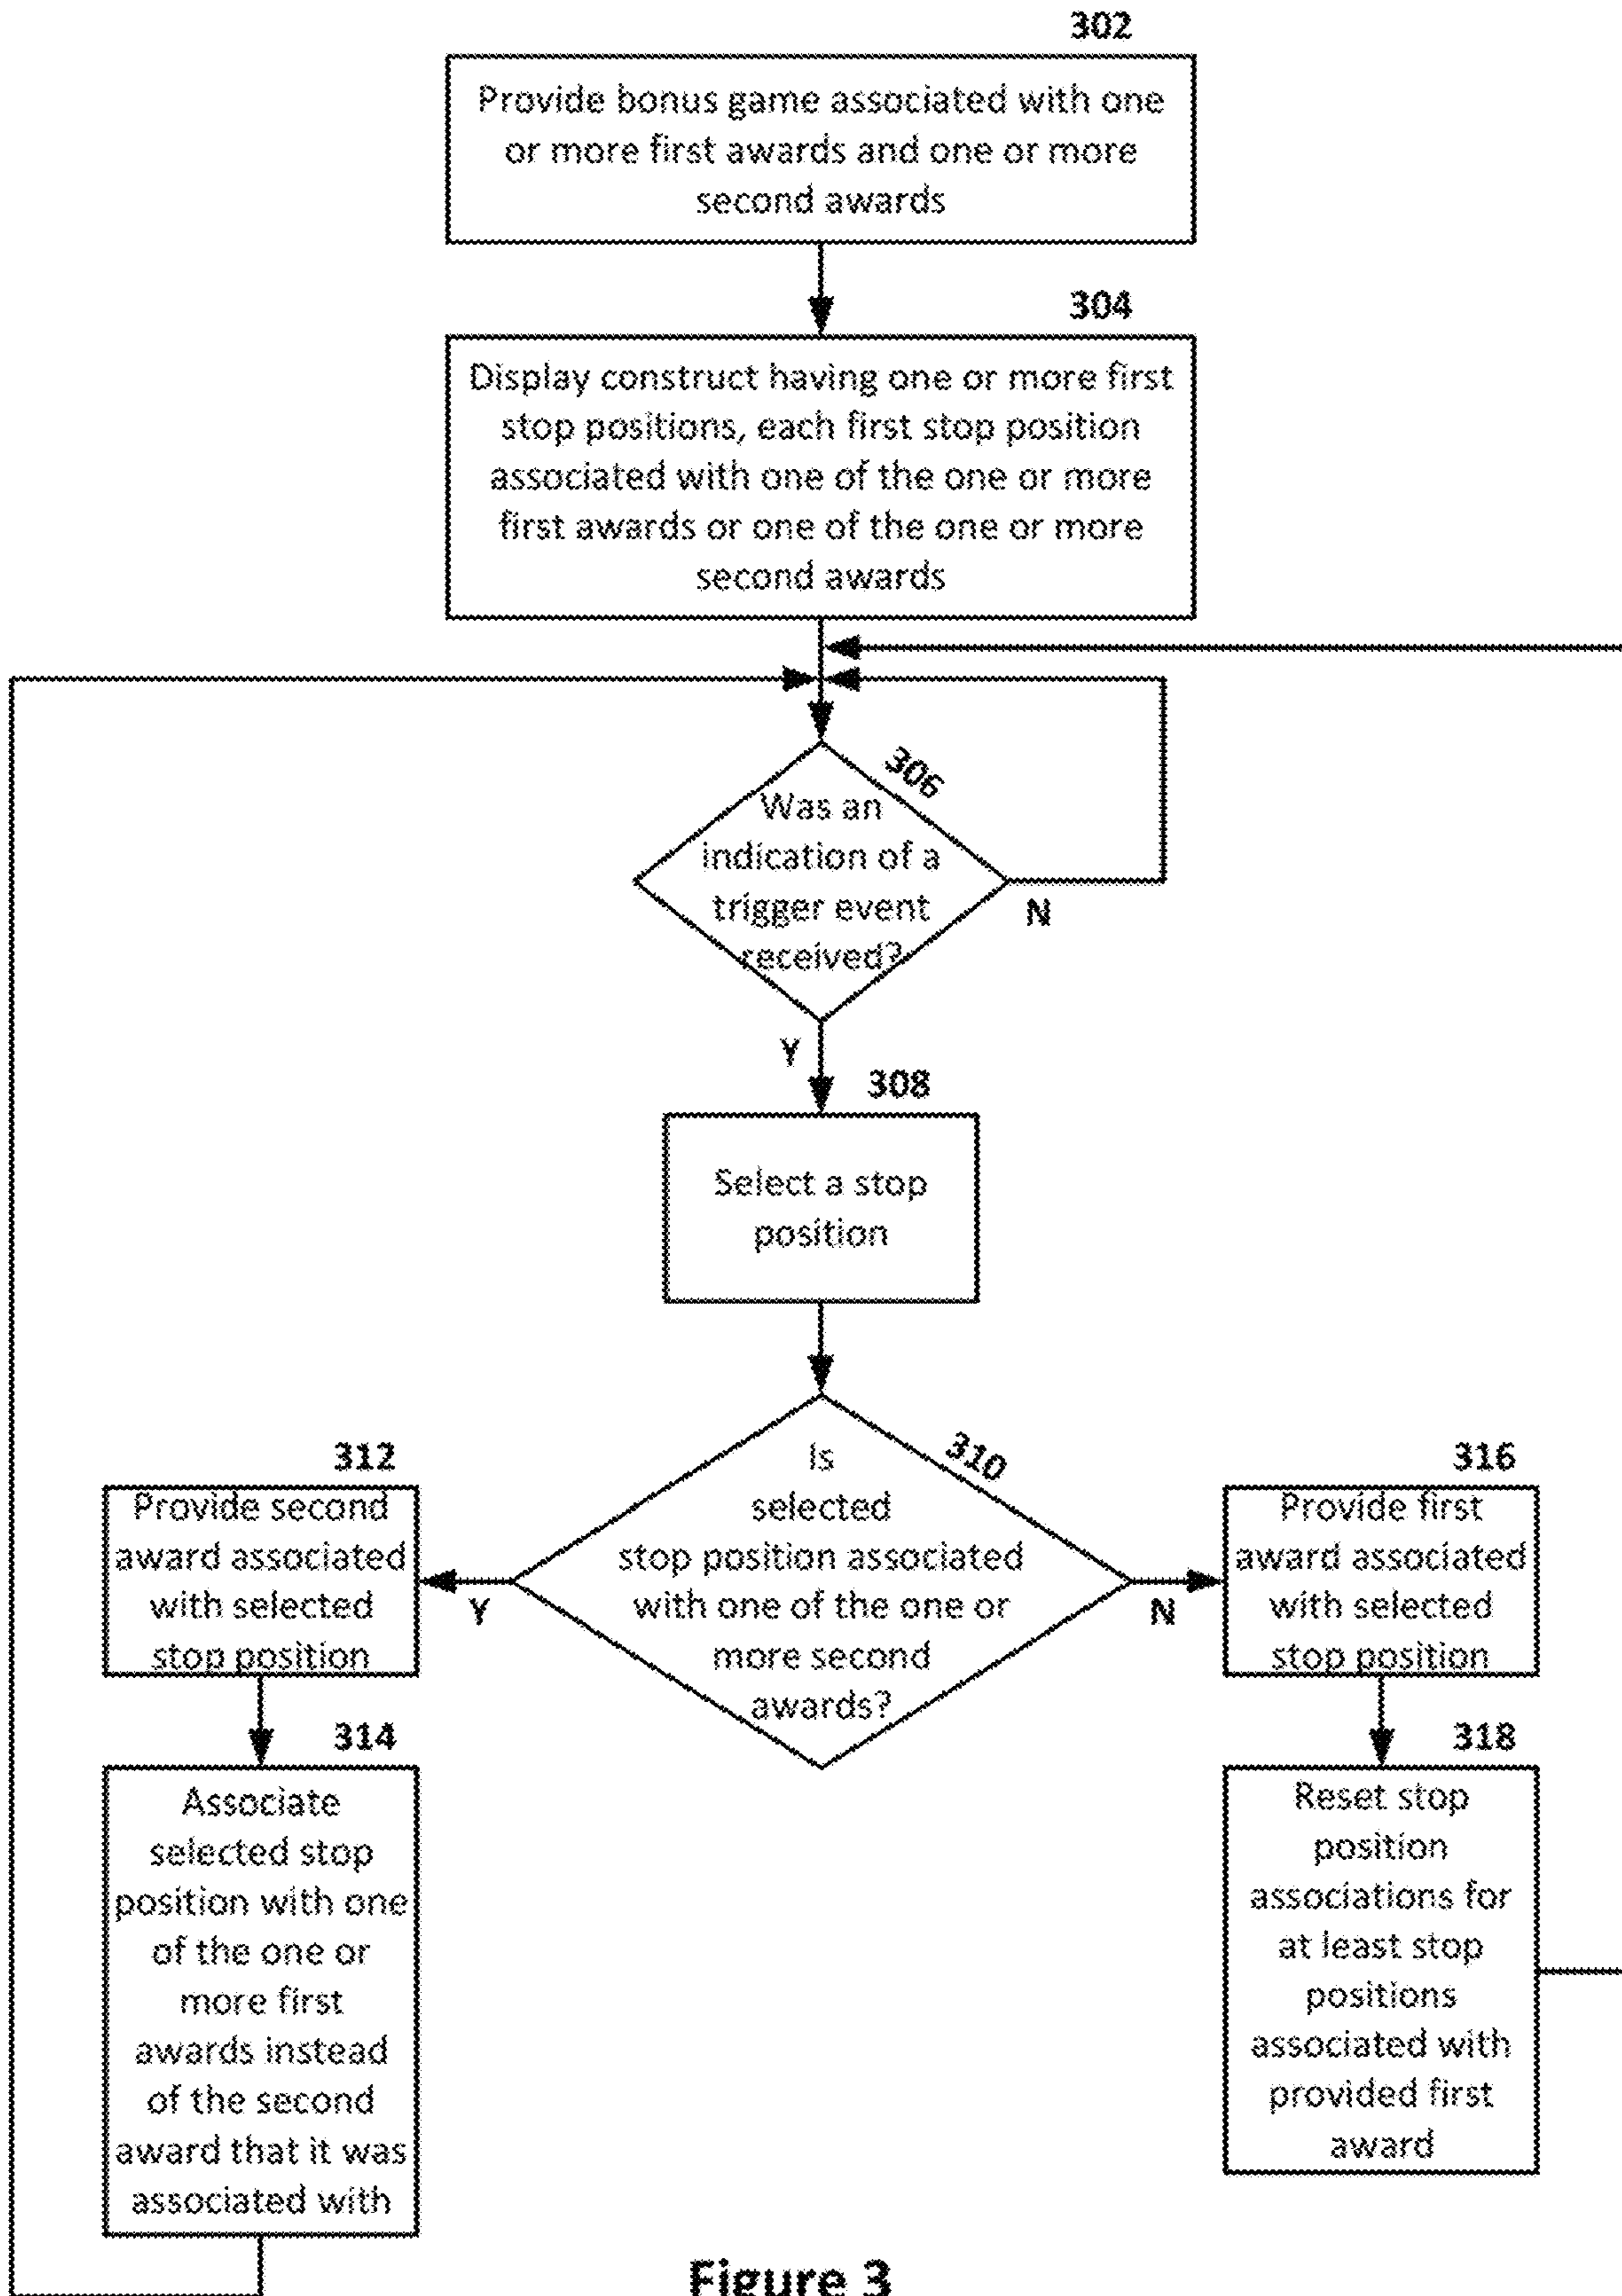 302
Provide bonus game associated with one
or more first awards and one or more
second awards
304
Display construct having one or more first
stop positions, each first stop position
associated with one of the one or more
first awards or one of the one or more
second awards
306
Was an
indication of a
trigger event
received?
N
Y
308
Select a stop
position
310
Is
selected
stop position associated
with one of the one or
more second
awards?
Y
N
312
Provide second
award associated
with selected
stop position
314
Associate
selected stop
position with one
of the one or
more first
awards instead
of the second
award that it was
associated with
316
Provide first
award associated
with selected
stop position
318
Reset stop
position
associations for
at least stop
positions
associated with
provided first
award
Figure 3